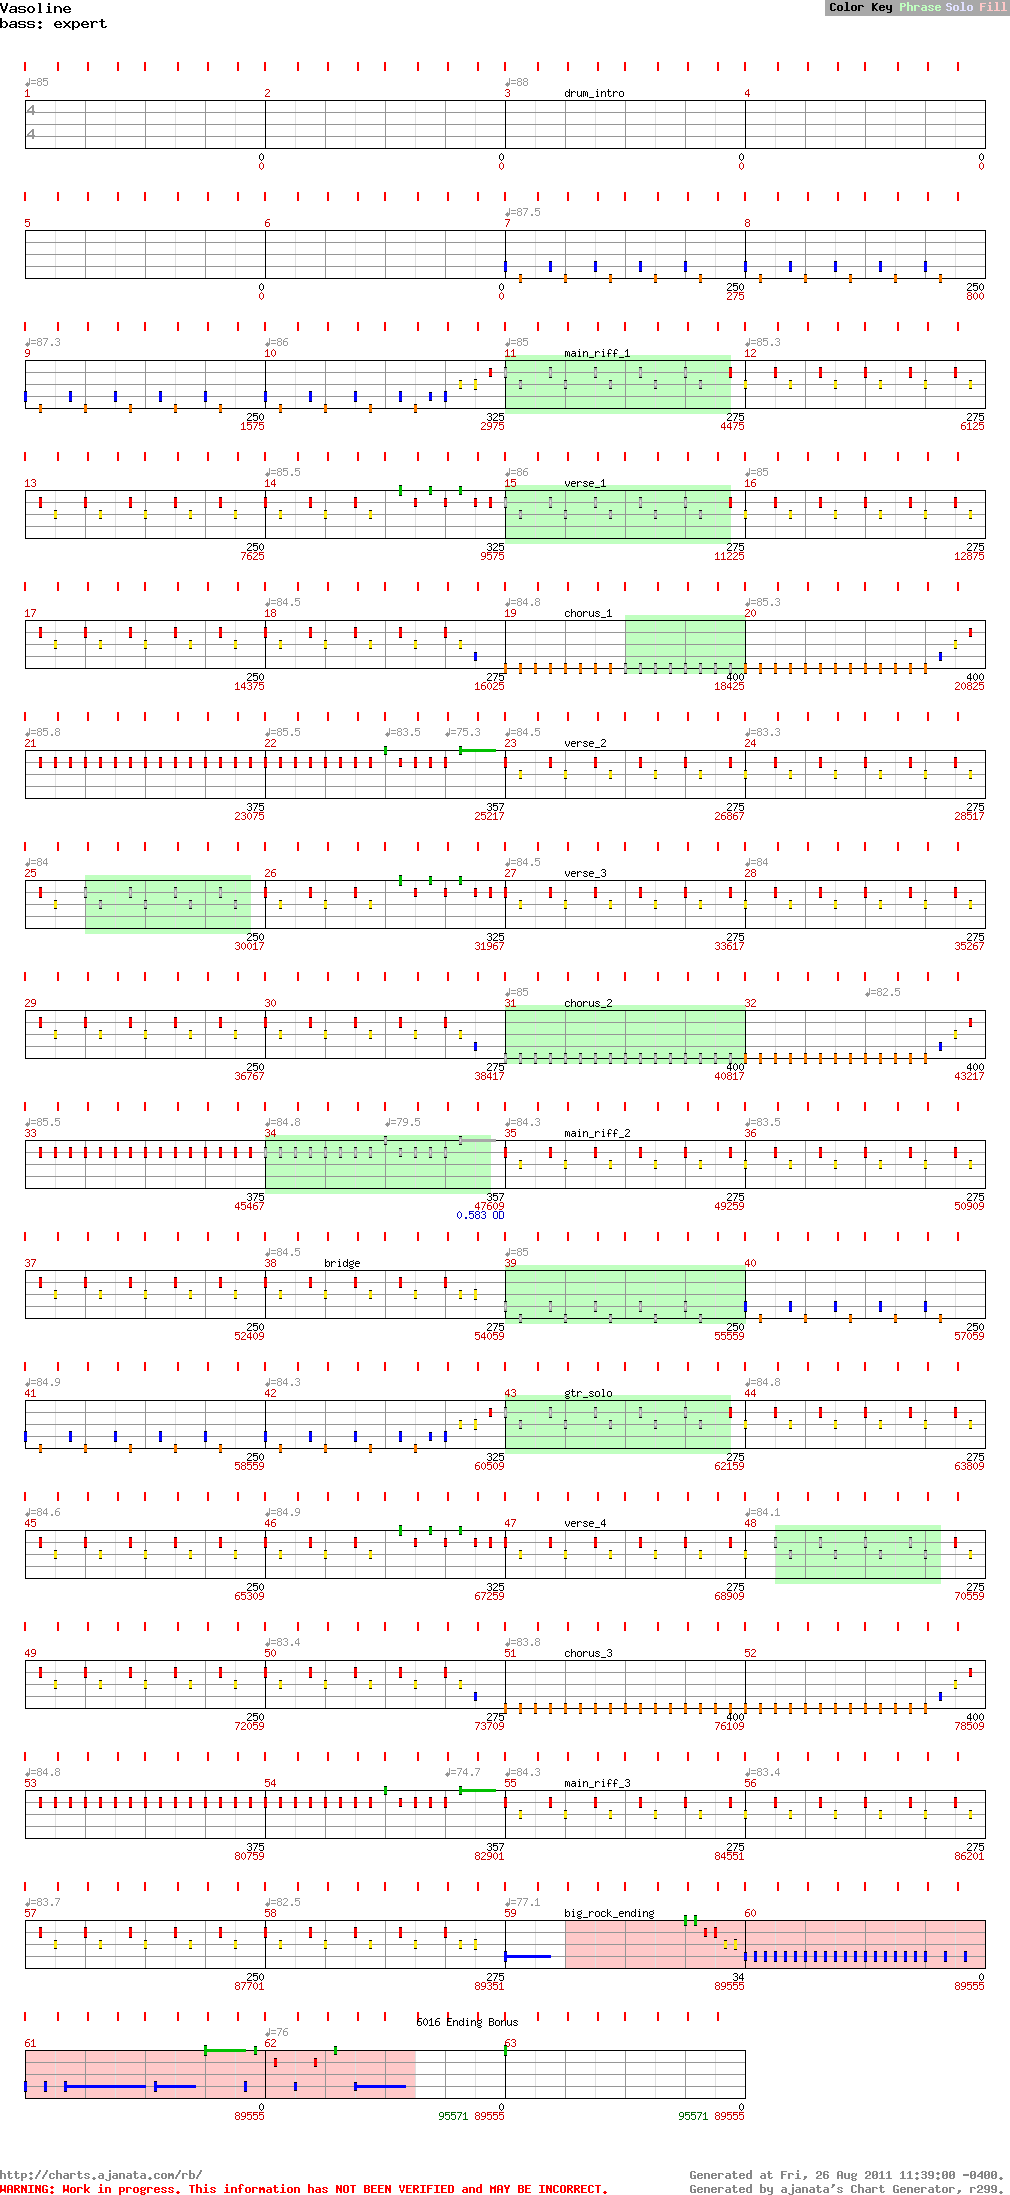 Vasoline
bass: expert
Color Key Phrase Solo Fill
♩=85 ♩=88
1 2 3 drum_intro 4
4
4
0 0 0 0
0 0 0 0
♩=87.5
5 6 7 8
0 0 250 250
0 0 275 800
♩=87.3 ♩=86 ♩=85 ♩=85.3
9 10 11 main_riff_1 12
250 325 275 275
1575 2975 4475 6125
♩=85.5 ♩=86 ♩=85
13 14 15 verse_1 16
250 325 275 275
7625 9575 11225 12875
♩=84.5 ♩=84.8 ♩=85.3
17 18 19 chorus_1 20
250 275 400 400
14375 16025 18425 20825
♩=85.8 ♩=85.5 ♩=83.5 ♩=75.3 ♩=84.5 ♩=83.3
21 22 23 verse_2 24
375 357 275 275
23075 25217 26867 28517
♩=84 ♩=84.5 ♩=84
25 26 27 verse_3 28
250 325 275 275
30017 31967 33617 35267
♩=85 ♩=82.5
29 30 31 chorus_2 32
250 275 400 400
36767 38417 40817 43217
♩=85.5 ♩=84.8 ♩=79.5 ♩=84.3 ♩=83.5
33 34 35 main_riff_2 36
375 357 275 275
45467 47609 49259 50909
0.583 OD
♩=84.5 ♩=85
37 38 bridge 39 40
250 275 250 250
52409 54059 55559 57059
♩=84.9 ♩=84.3 ♩=84.8
41 42 43 gtr_solo 44
250 325 275 275
58559 60509 62159 63809
♩=84.6 ♩=84.9 ♩=84.1
45 46 47 verse_4 48
250 325 275 275
65309 67259 68909 70559
♩=83.4 ♩=83.8
49 50 51 chorus_3 52
250 275 400 400
72059 73709 76109 78509
♩=84.8 ♩=74.7 ♩=84.3 ♩=83.4
53 54 55 main_riff_3 56
375 357 275 275
80759 82901 84551 86201
♩=83.7 ♩=82.5 ♩=77.1
57 58 59 big_rock_ending 60
250 275 34 0
87701 89351 89555 89555
6016 Ending Bonus
♩=76
61 62 63
0 0 0
89555 95571 89555 95571 89555
http://charts.ajanata.com/rb/
Generated at Fri, 26 Aug 2011 11:39:00 -0400.
WARNING: Work in progress. This information has NOT BEEN VERIFIED and MAY BE INCORRECT.
Generated by ajanata's Chart Generator, r299.